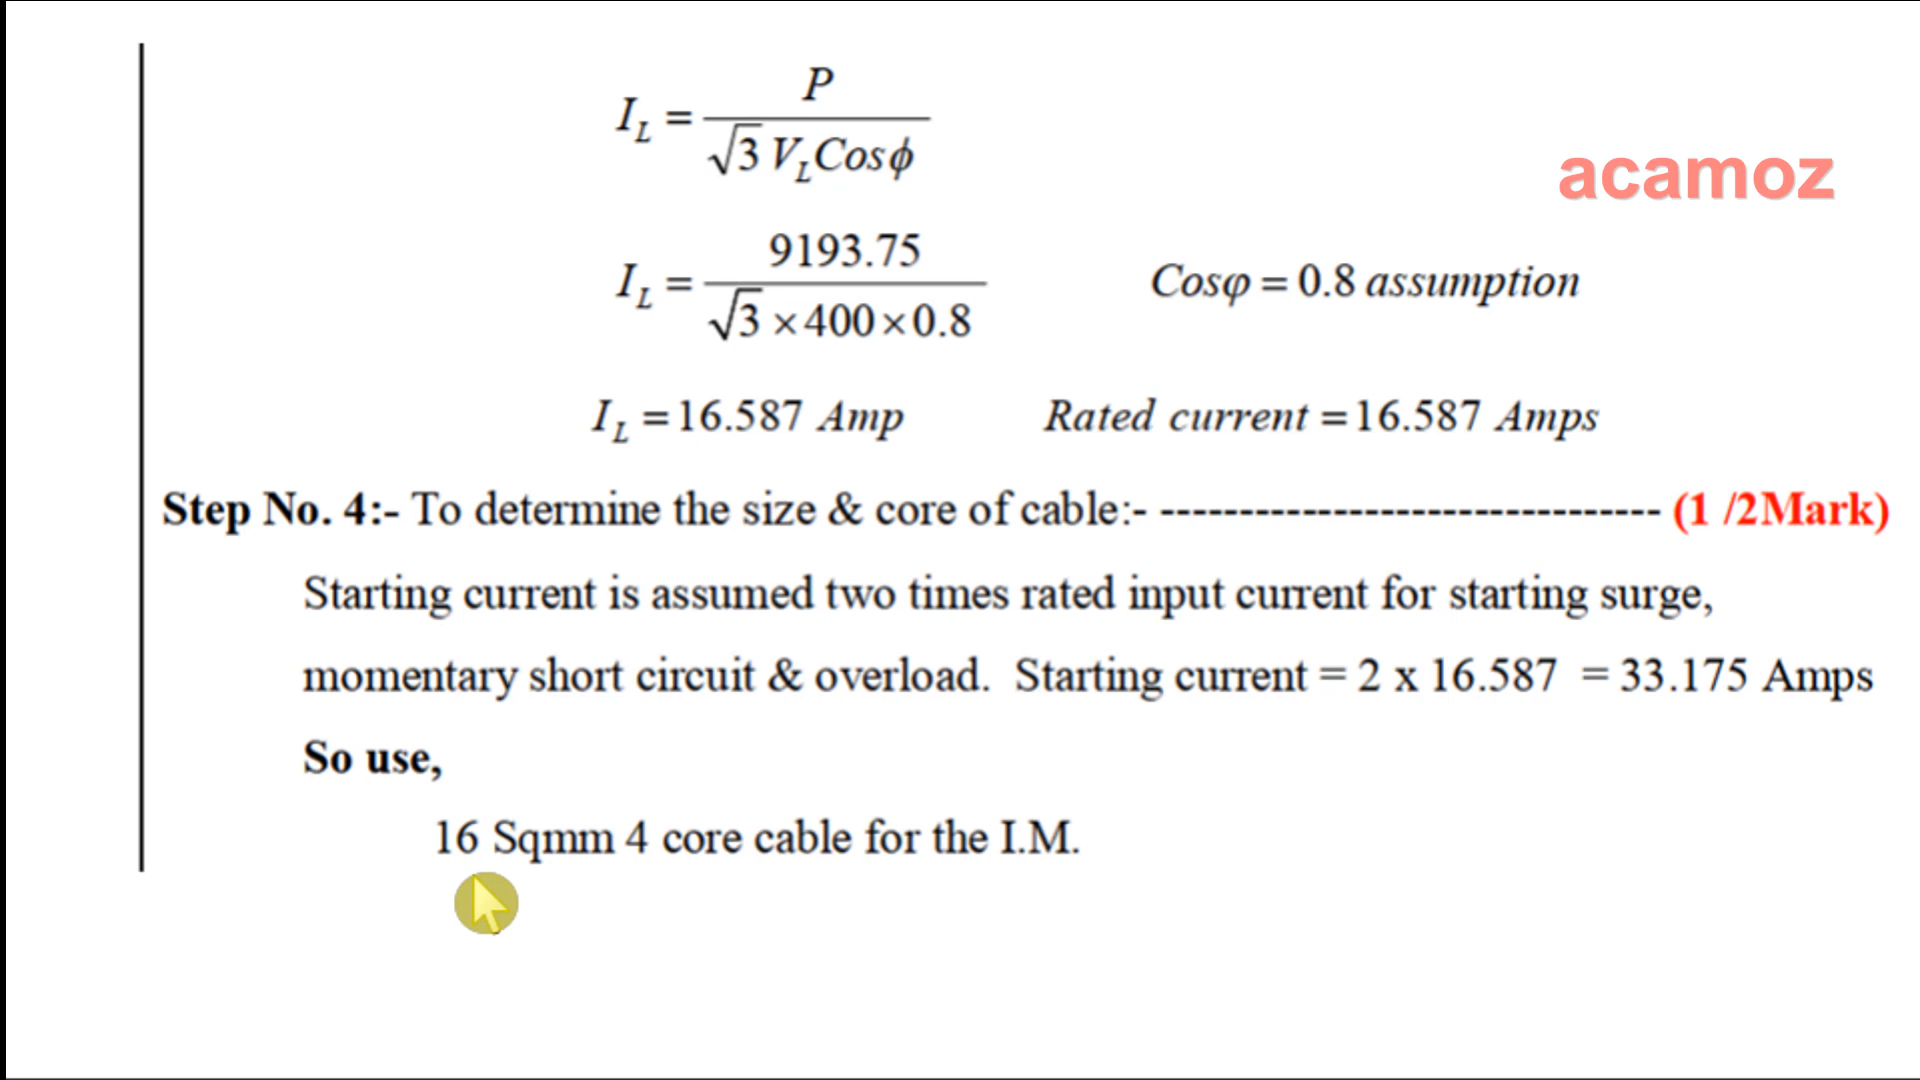 I_L = P / √3 V_L Cosϕ
acamoz
I_L = 9193.75 / √3 × 400 × 0.8 Cosφ = 0.8 assumption
I_L = 16.587 Amp Rated current = 16.587 Amps
Step No. 4:- To determine the size & core of cable:- -------------------------------- (1 /2Mark)
Starting current is assumed two times rated input current for starting surge,
momentary short circuit & overload. Starting current = 2 x 16.587 = 33.175 Amps
So use,
16 Sqmm 4 core cable for the I.M.